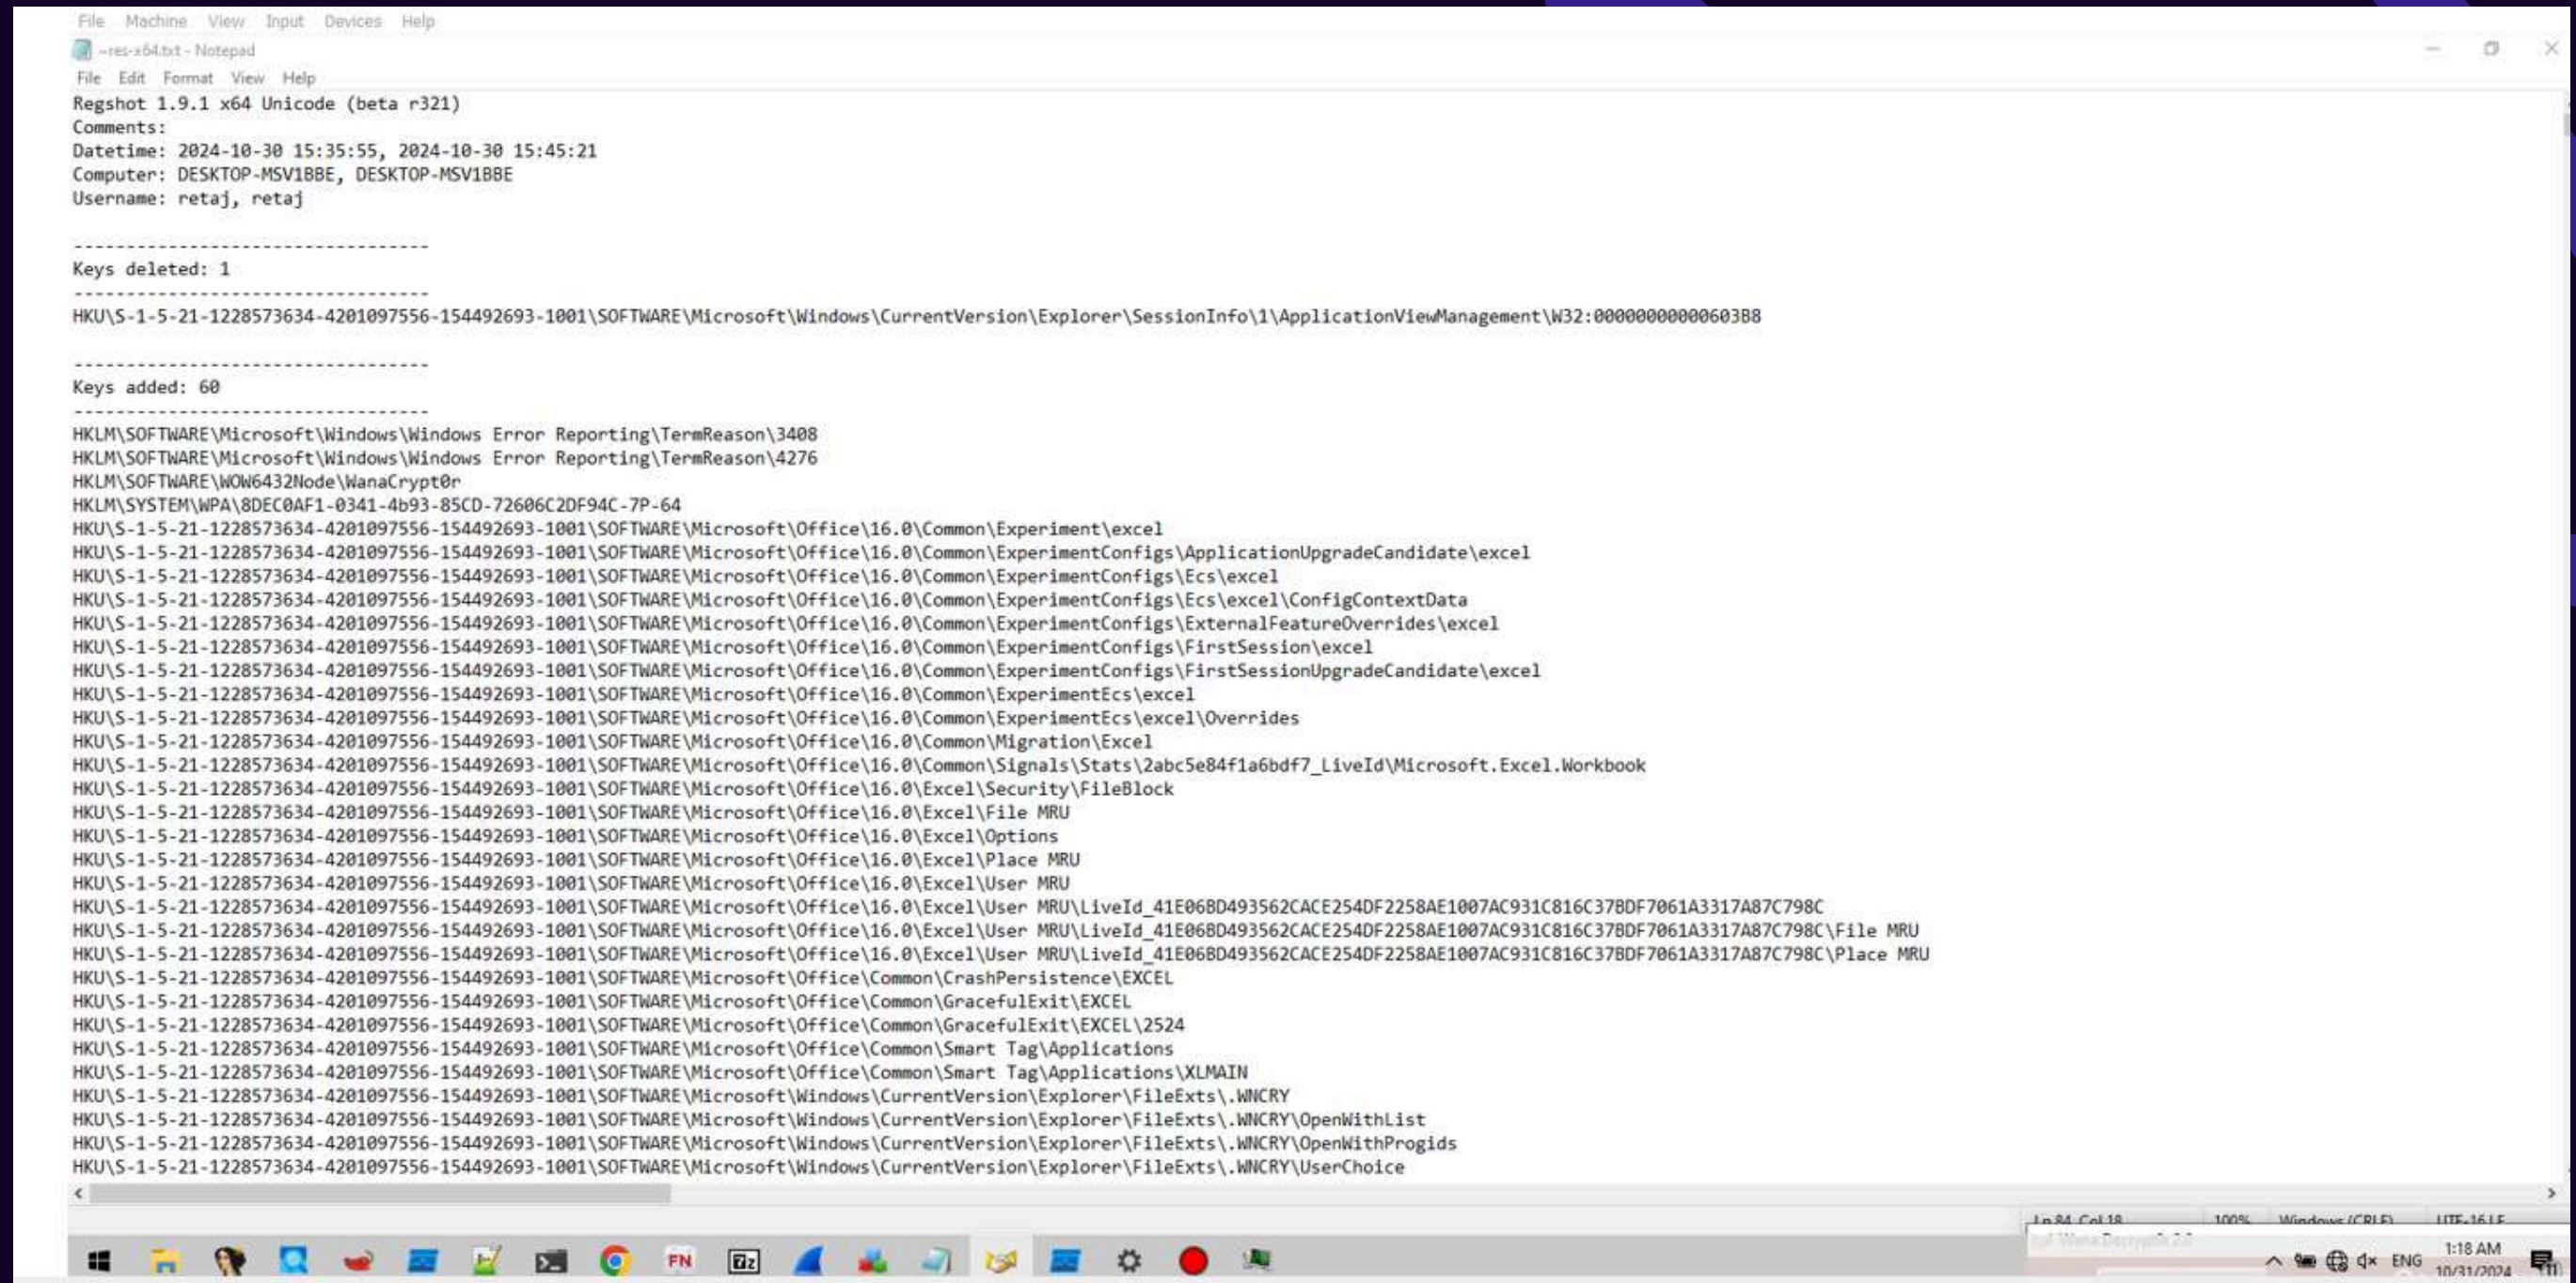 File Machine View Input Devices Help
~res-x64.txt - Notepad
File Edit Format View Help
Regshot 1.9.1 x64 Unicode (beta r321)
Comments:
Datetime: 2024-10-30 15:35:55, 2024-10-30 15:45:21
Computer: DESKTOP-MSV1BBE, DESKTOP-MSV1BBE
Username: retaj, retaj
----------------------------------
Keys deleted: 1
----------------------------------
HKU\S-1-5-21-1228573634-4201097556-154492693-1001\SOFTWARE\Microsoft\Windows\CurrentVersion\Explorer\SessionInfo\1\ApplicationViewManagement\W32:00000000000603B8
----------------------------------
Keys added: 60
----------------------------------
HKLM\SOFTWARE\Microsoft\Windows\Windows Error Reporting\TermReason\3408
HKLM\SOFTWARE\Microsoft\Windows\Windows Error Reporting\TermReason\4276
HKLM\SOFTWARE\WOW6432Node\WanaCrypt0r
HKLM\SYSTEM\WPA\8DEC0AF1-0341-4b93-85CD-72606C2DF94C-7P-64
HKU\S-1-5-21-1228573634-4201097556-154492693-1001\SOFTWARE\Microsoft\Office\16.0\Common\Experiment\excel
HKU\S-1-5-21-1228573634-4201097556-154492693-1001\SOFTWARE\Microsoft\Office\16.0\Common\ExperimentConfigs\ApplicationUpgradeCandidate\excel
HKU\S-1-5-21-1228573634-4201097556-154492693-1001\SOFTWARE\Microsoft\Office\16.0\Common\ExperimentConfigs\Ecs\excel
HKU\S-1-5-21-1228573634-4201097556-154492693-1001\SOFTWARE\Microsoft\Office\16.0\Common\ExperimentConfigs\Ecs\excel\ConfigContextData
HKU\S-1-5-21-1228573634-4201097556-154492693-1001\SOFTWARE\Microsoft\Office\16.0\Common\ExperimentConfigs\ExternalFeatureOverrides\excel
HKU\S-1-5-21-1228573634-4201097556-154492693-1001\SOFTWARE\Microsoft\Office\16.0\Common\ExperimentConfigs\FirstSession\excel
HKU\S-1-5-21-1228573634-4201097556-154492693-1001\SOFTWARE\Microsoft\Office\16.0\Common\ExperimentConfigs\FirstSessionUpgradeCandidate\excel
HKU\S-1-5-21-1228573634-4201097556-154492693-1001\SOFTWARE\Microsoft\Office\16.0\Common\ExperimentEcs\excel
HKU\S-1-5-21-1228573634-4201097556-154492693-1001\SOFTWARE\Microsoft\Office\16.0\Common\ExperimentEcs\excel\Overrides
HKU\S-1-5-21-1228573634-4201097556-154492693-1001\SOFTWARE\Microsoft\Office\16.0\Common\Migration\Excel
HKU\S-1-5-21-1228573634-4201097556-154492693-1001\SOFTWARE\Microsoft\Office\16.0\Common\Signals\Stats\2abc5e84f1a6bdf7_LiveId\Microsoft.Excel.Workbook
HKU\S-1-5-21-1228573634-4201097556-154492693-1001\SOFTWARE\Microsoft\Office\16.0\Excel\Security\FileBlock
HKU\S-1-5-21-1228573634-4201097556-154492693-1001\SOFTWARE\Microsoft\Office\16.0\Excel\File MRU
HKU\S-1-5-21-1228573634-4201097556-154492693-1001\SOFTWARE\Microsoft\Office\16.0\Excel\Options
HKU\S-1-5-21-1228573634-4201097556-154492693-1001\SOFTWARE\Microsoft\Office\16.0\Excel\Place MRU
HKU\S-1-5-21-1228573634-4201097556-154492693-1001\SOFTWARE\Microsoft\Office\16.0\Excel\User MRU
HKU\S-1-5-21-1228573634-4201097556-154492693-1001\SOFTWARE\Microsoft\Office\16.0\Excel\User MRU\LiveId_41E06BD493562CACE254DF2258AE1007AC931C816C37BDF7061A3317A87C798C
HKU\S-1-5-21-1228573634-4201097556-154492693-1001\SOFTWARE\Microsoft\Office\16.0\Excel\User MRU\LiveId_41E06BD493562CACE254DF2258AE1007AC931C816C37BDF7061A3317A87C798C\File MRU
HKU\S-1-5-21-1228573634-4201097556-154492693-1001\SOFTWARE\Microsoft\Office\16.0\Excel\User MRU\LiveId_41E06BD493562CACE254DF2258AE1007AC931C816C37BDF7061A3317A87C798C\Place MRU
HKU\S-1-5-21-1228573634-4201097556-154492693-1001\SOFTWARE\Microsoft\Office\Common\CrashPersistence\EXCEL
HKU\S-1-5-21-1228573634-4201097556-154492693-1001\SOFTWARE\Microsoft\Office\Common\GracefulExit\EXCEL
HKU\S-1-5-21-1228573634-4201097556-154492693-1001\SOFTWARE\Microsoft\Office\Common\GracefulExit\EXCEL\2524
HKU\S-1-5-21-1228573634-4201097556-154492693-1001\SOFTWARE\Microsoft\Office\Common\Smart Tag\Applications
HKU\S-1-5-21-1228573634-4201097556-154492693-1001\SOFTWARE\Microsoft\Office\Common\Smart Tag\Applications\XLMAIN
HKU\S-1-5-21-1228573634-4201097556-154492693-1001\SOFTWARE\Microsoft\Windows\CurrentVersion\Explorer\FileExts\.WNCRY
HKU\S-1-5-21-1228573634-4201097556-154492693-1001\SOFTWARE\Microsoft\Windows\CurrentVersion\Explorer\FileExts\.WNCRY\OpenWithList
HKU\S-1-5-21-1228573634-4201097556-154492693-1001\SOFTWARE\Microsoft\Windows\CurrentVersion\Explorer\FileExts\.WNCRY\OpenWithProgids
HKU\S-1-5-21-1228573634-4201097556-154492693-1001\SOFTWARE\Microsoft\Windows\CurrentVersion\Explorer\FileExts\.WNCRY\UserChoice
Ln 84, Col 18 100% Windows (CRLF) UTF-16 LE
FN 7z ENG 1:18 AM
10/31/2024 11